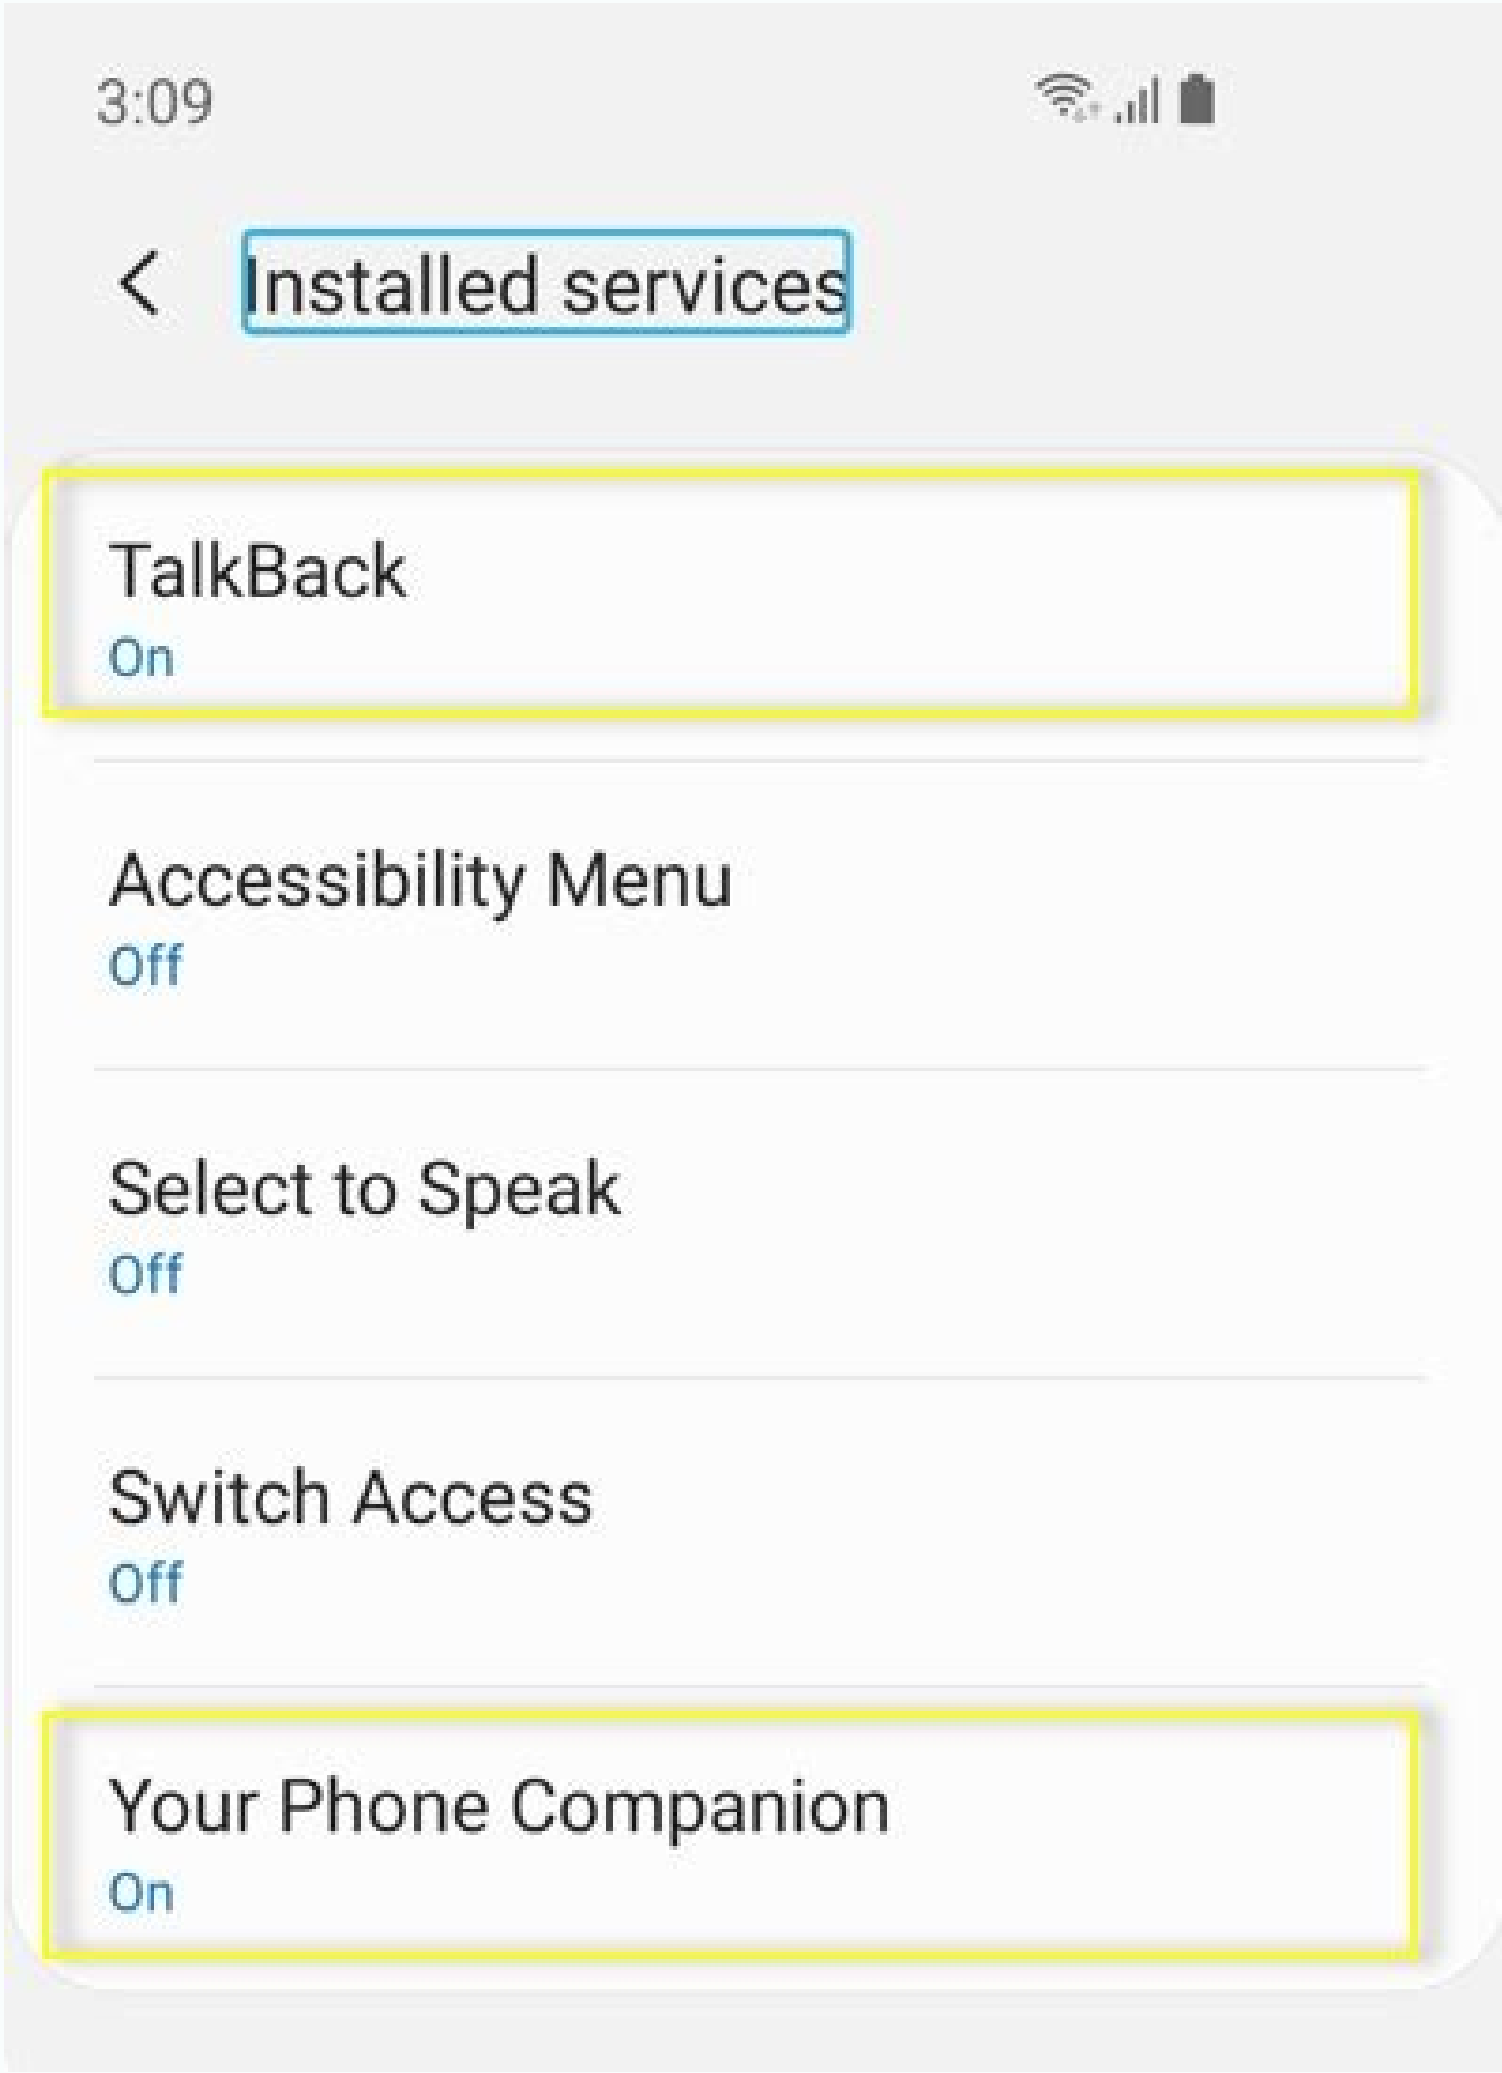 3:09
Installed services
TalkBack
On
Accessibility Menu
Off
Select to Speak
Off
Switch Access
Off
Your Phone Companion
On